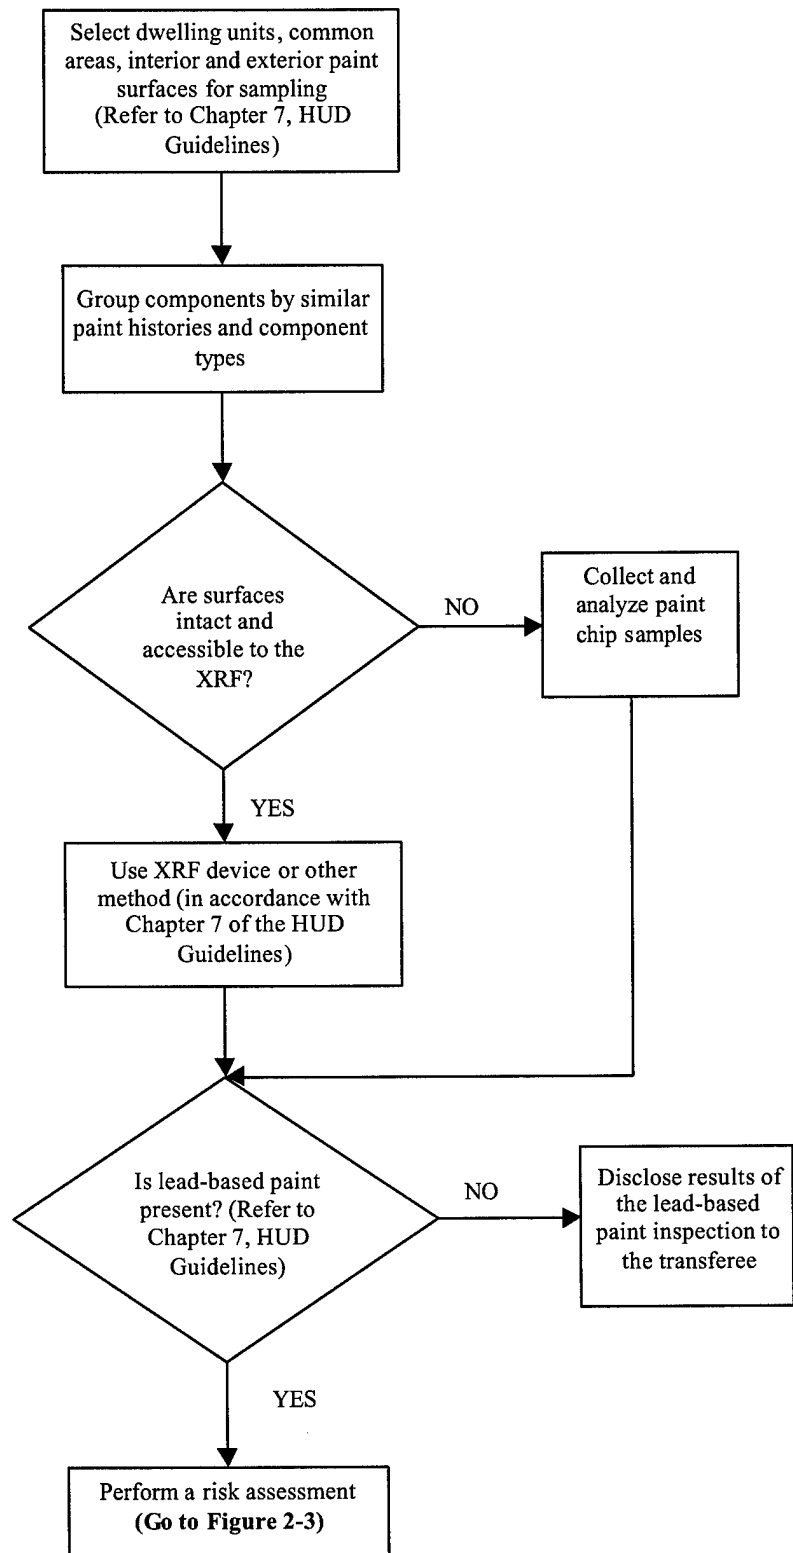 Select dwelling units, common
areas, interior and exterior paint
surfaces for sampling
(Refer to Chapter 7, HUD
Guidelines)
Group components by similar
paint histories and component
types
Are surfaces
intact and
accessible to the
XRF?
NO
Collect and
analyze paint
chip samples
YES
Use XRF device or other
method (in accordance with
Chapter 7 of the HUD
Guidelines)
Is lead-based paint
present? (Refer to
Chapter 7, HUD
Guidelines)
NO
Disclose results of
the lead-based
paint inspection to
the transferee
YES
Perform a risk assessment
(Go to Figure 2-3)